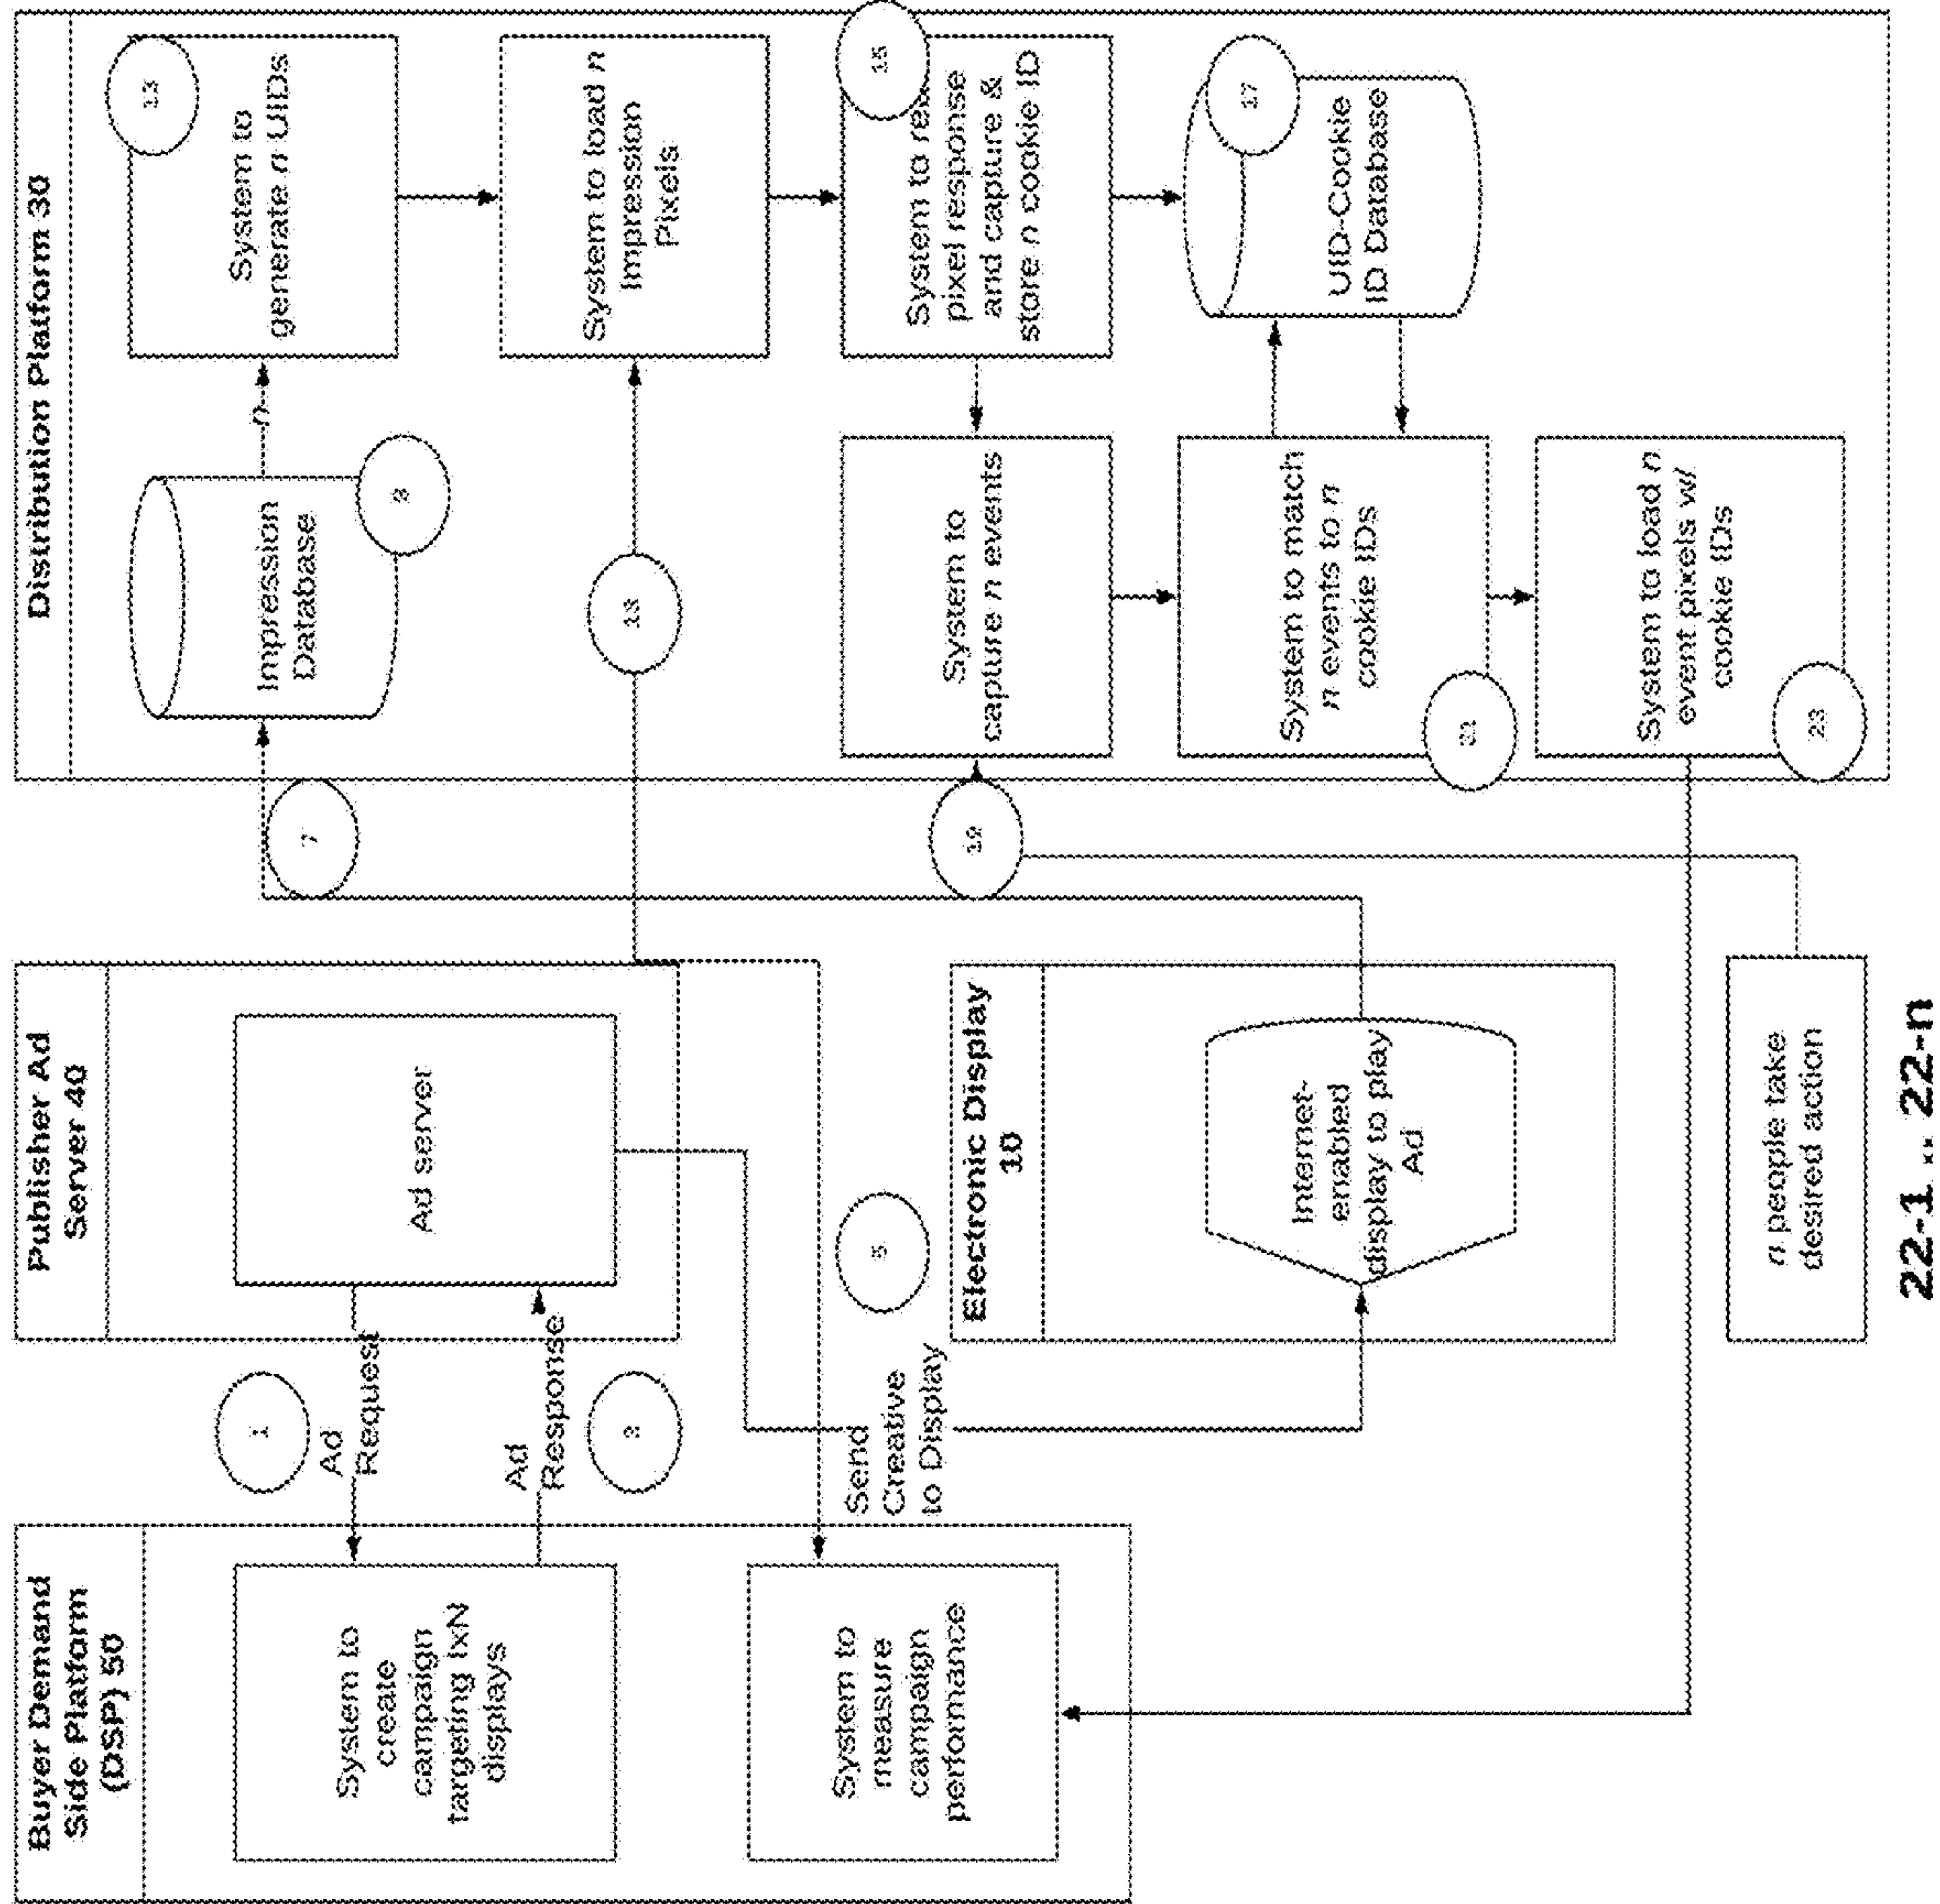 Buyer Demand
Side Platform
(DSP) 50
System to
create
campaign
targeting IxN
displays
System to
measure
campaign
performance
1
Ad
Request
Ad
Response
Send
Creative
to Display
5
Publisher Ad
Server 40
Ad server
Electronic Display
10
Internet-
enabled
display to play
Ad
n people take
desired action
22-1 .. 22-n
7
19
Distribution Platform 30
Impression
Database
9
n
System to
generate n UIDs
13
System to load n
Impression
Pixels
System to
pixel response
and capture &
store n cookie ID
15
System to
capture n events
System to match
n events to n
cookie IDs
21
UID-Cookie
ID Database
17
System to load n
event pixels w/
cookie IDs
23